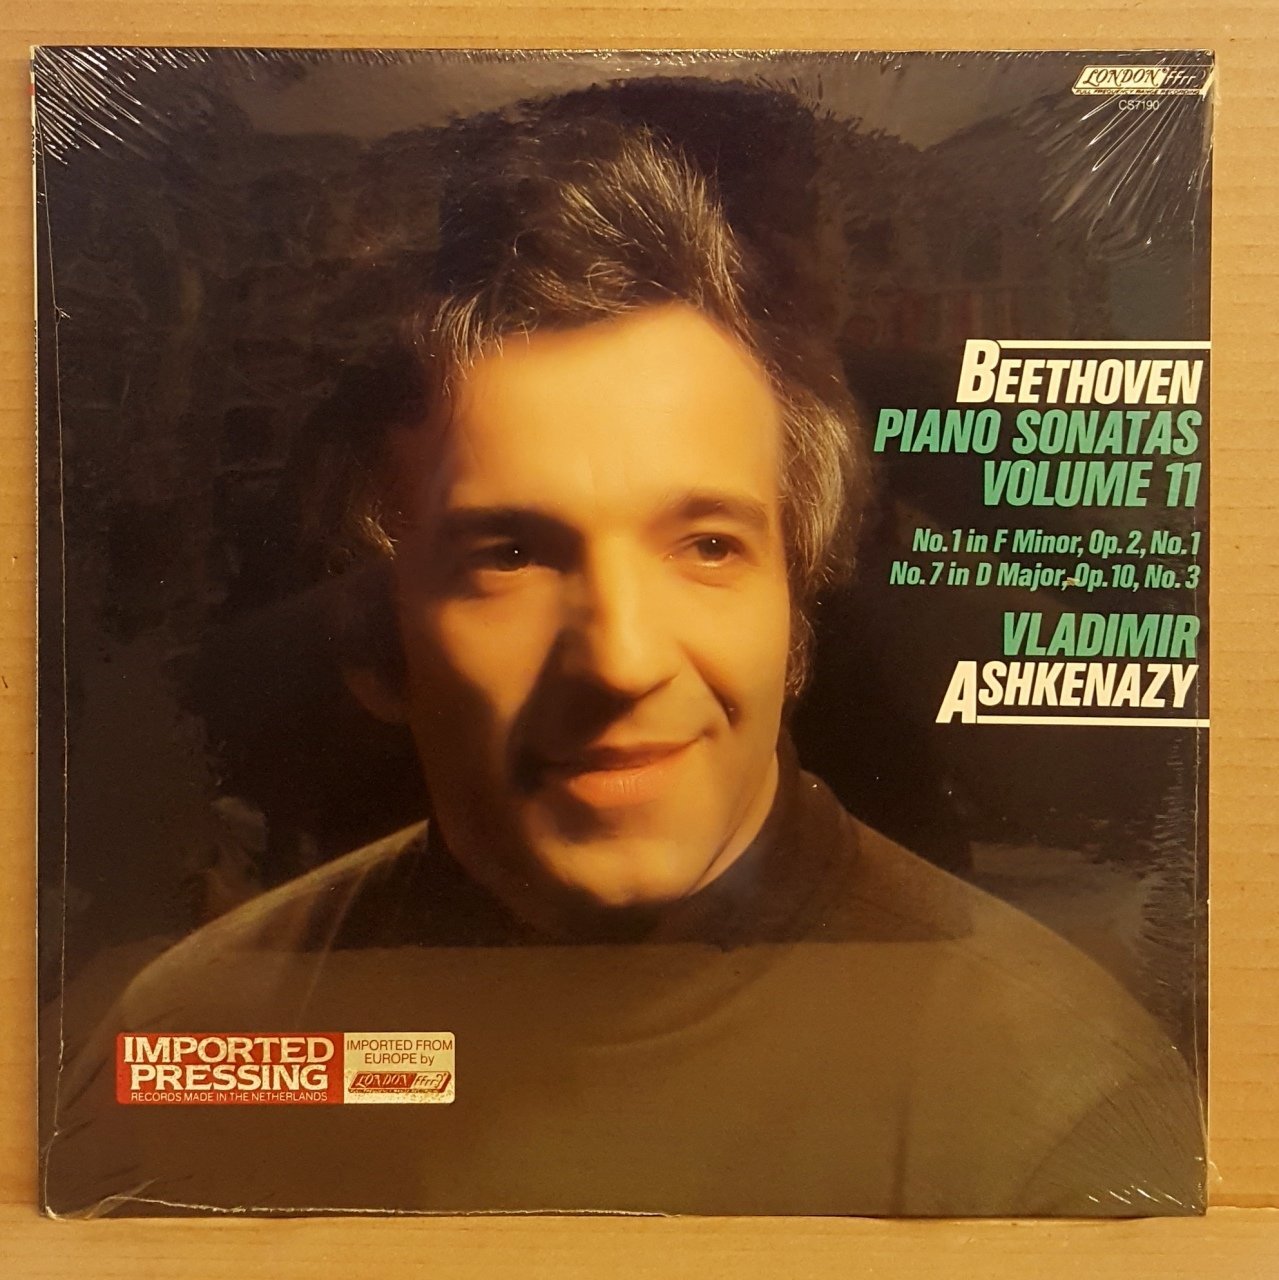 LONDON ffrr
FULL FREQUENCY RANGE RECORDING
CS7190
BEETHOVEN
PIANO SONATAS
VOLUME 11
No. 1 in F Minor, Op. 2, No. 1
No. 7 in D Major, Op. 10, No. 3
VLADIMIR
ASHKENAZY
IMPORTED
PRESSING
RECORDS MADE IN THE NETHERLANDS
IMPORTED FROM
EUROPE by
LONDON ffrr